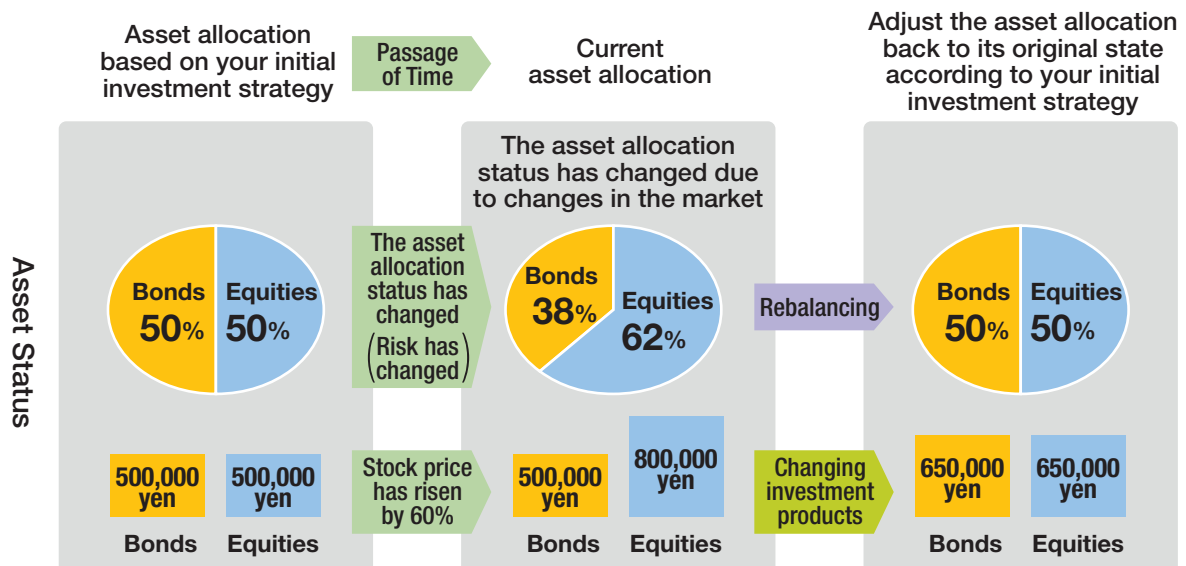 Asset allocation
based on your initial
investment strategy
Passage
of Time
Current
asset allocation
Adjust the asset allocation
back to its original state
according to your initial
investment strategy
Asset Status
Bonds
50%
Equities
50%
The asset
allocation
status has
changed
(Risk has
changed)
The asset allocation
status has changed due
to changes in the market
Bonds
38%
Equities
62%
Rebalancing
Bonds
50%
Equities
50%
500,000
yen
Bonds
500,000
yen
Equities
Stock price
has risen
by 60%
500,000
yen
Bonds
800,000
yen
Equities
Changing
investment
products
650,000
yen
Bonds
650,000
yen
Equities